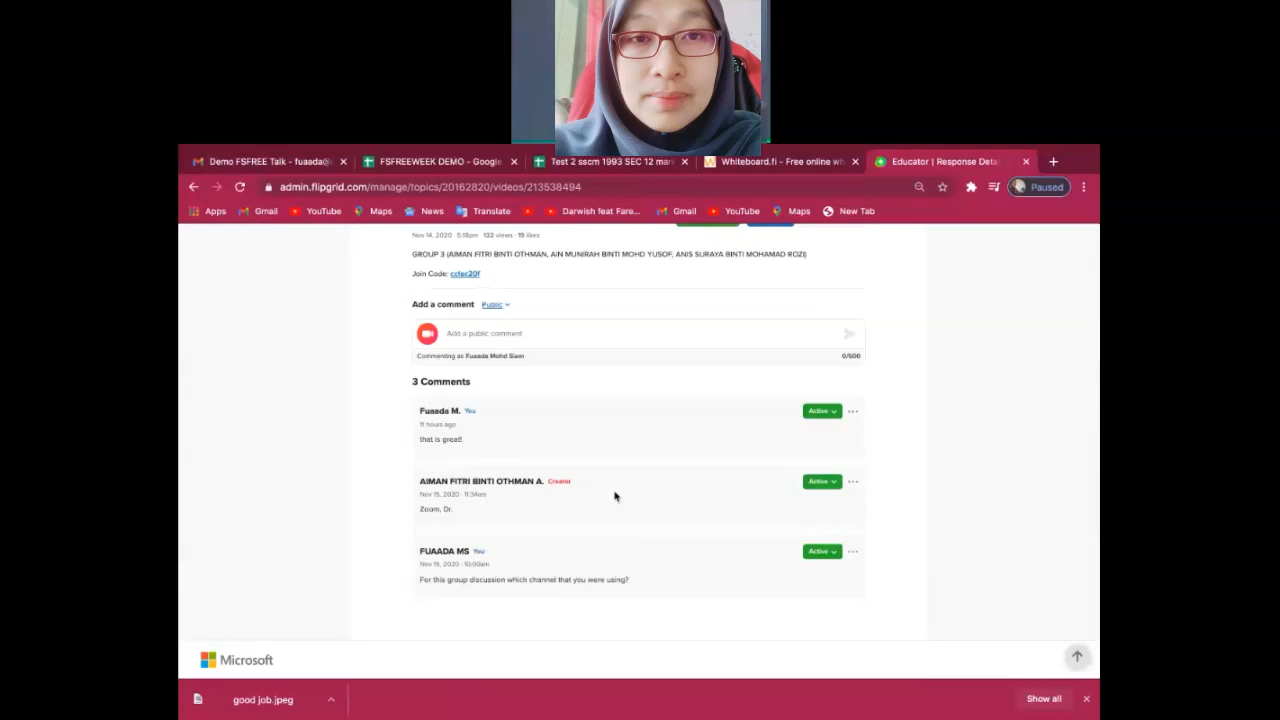 Demo FSFREE Talk - fuaada@
FSFREEWEEK DEMO - Google
Test 2 sscm 1993 SEC 12 mar
Whiteboard.fi - Free online wh
Educator | Response Deta
admin.flipgrid.com/manage/topics/20162820/videos/213538494
Paused
Apps
Gmail
YouTube
Maps
News
Translate
Darwish feat Fare...
Gmail
YouTube
Maps
New Tab
Nov 14, 2020 · 5:18pm · 132 views · 19 likes
GROUP 3 (AIMAN FITRI BINTI OTHMAN, AIN MUNIRAH BINTI MOHD YUSOF, ANIS SURAYA BINTI MOHAMAD ROZI)
Join Code: ccfac20f
Add a comment Public
Add a public comment
Commenting as Fuaada Mohd Siam
0/500
3 Comments
Fuaada M. You
Active
11 hours ago
that is great!
AIMAN FITRI BINTI OTHMAN A. Creator
Active
Nov 15, 2020 · 11:34am
Zoom, Dr.
FUAADA MS You
Active
Nov 15, 2020 · 10:00am
For this group discussion which channel that you were using?
Microsoft
good job.jpeg
Show all